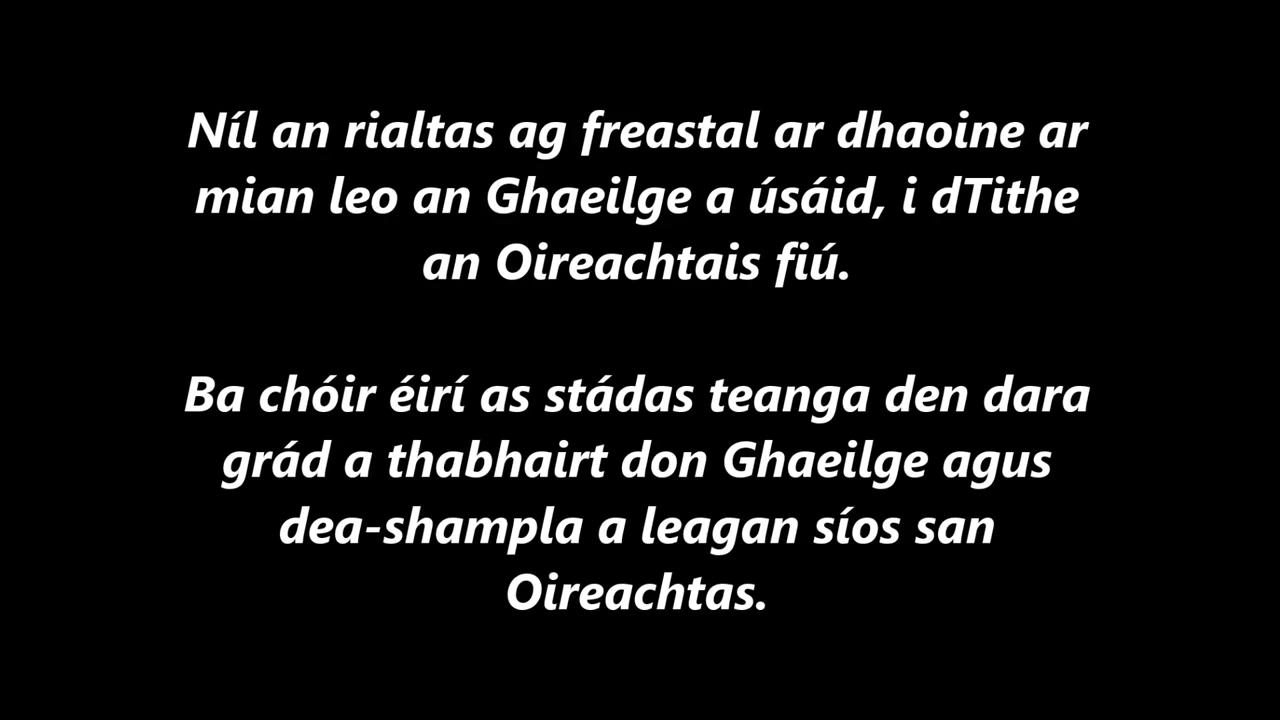 Níl an rialtas ag freastal ar dhaoine ar
mian leo an Ghaeilge a úsáid, i dTithe
an Oireachtais fiú.
Ba chóir éirí as stádas teanga den dara
grád a thabhairt don Ghaeilge agus
dea-shampla a leagan síos san
Oireachtas.